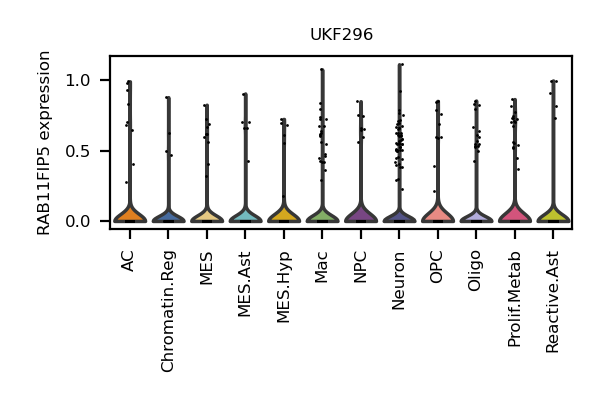 UKF296
RAB11FIP5 expression
1.0
0.5
0.0
AC
Chromatin.Reg
MES
MES.Ast
MES.Hyp
Mac
NPC
Neuron
OPC
Oligo
Prolif.Metab
Reactive.Ast